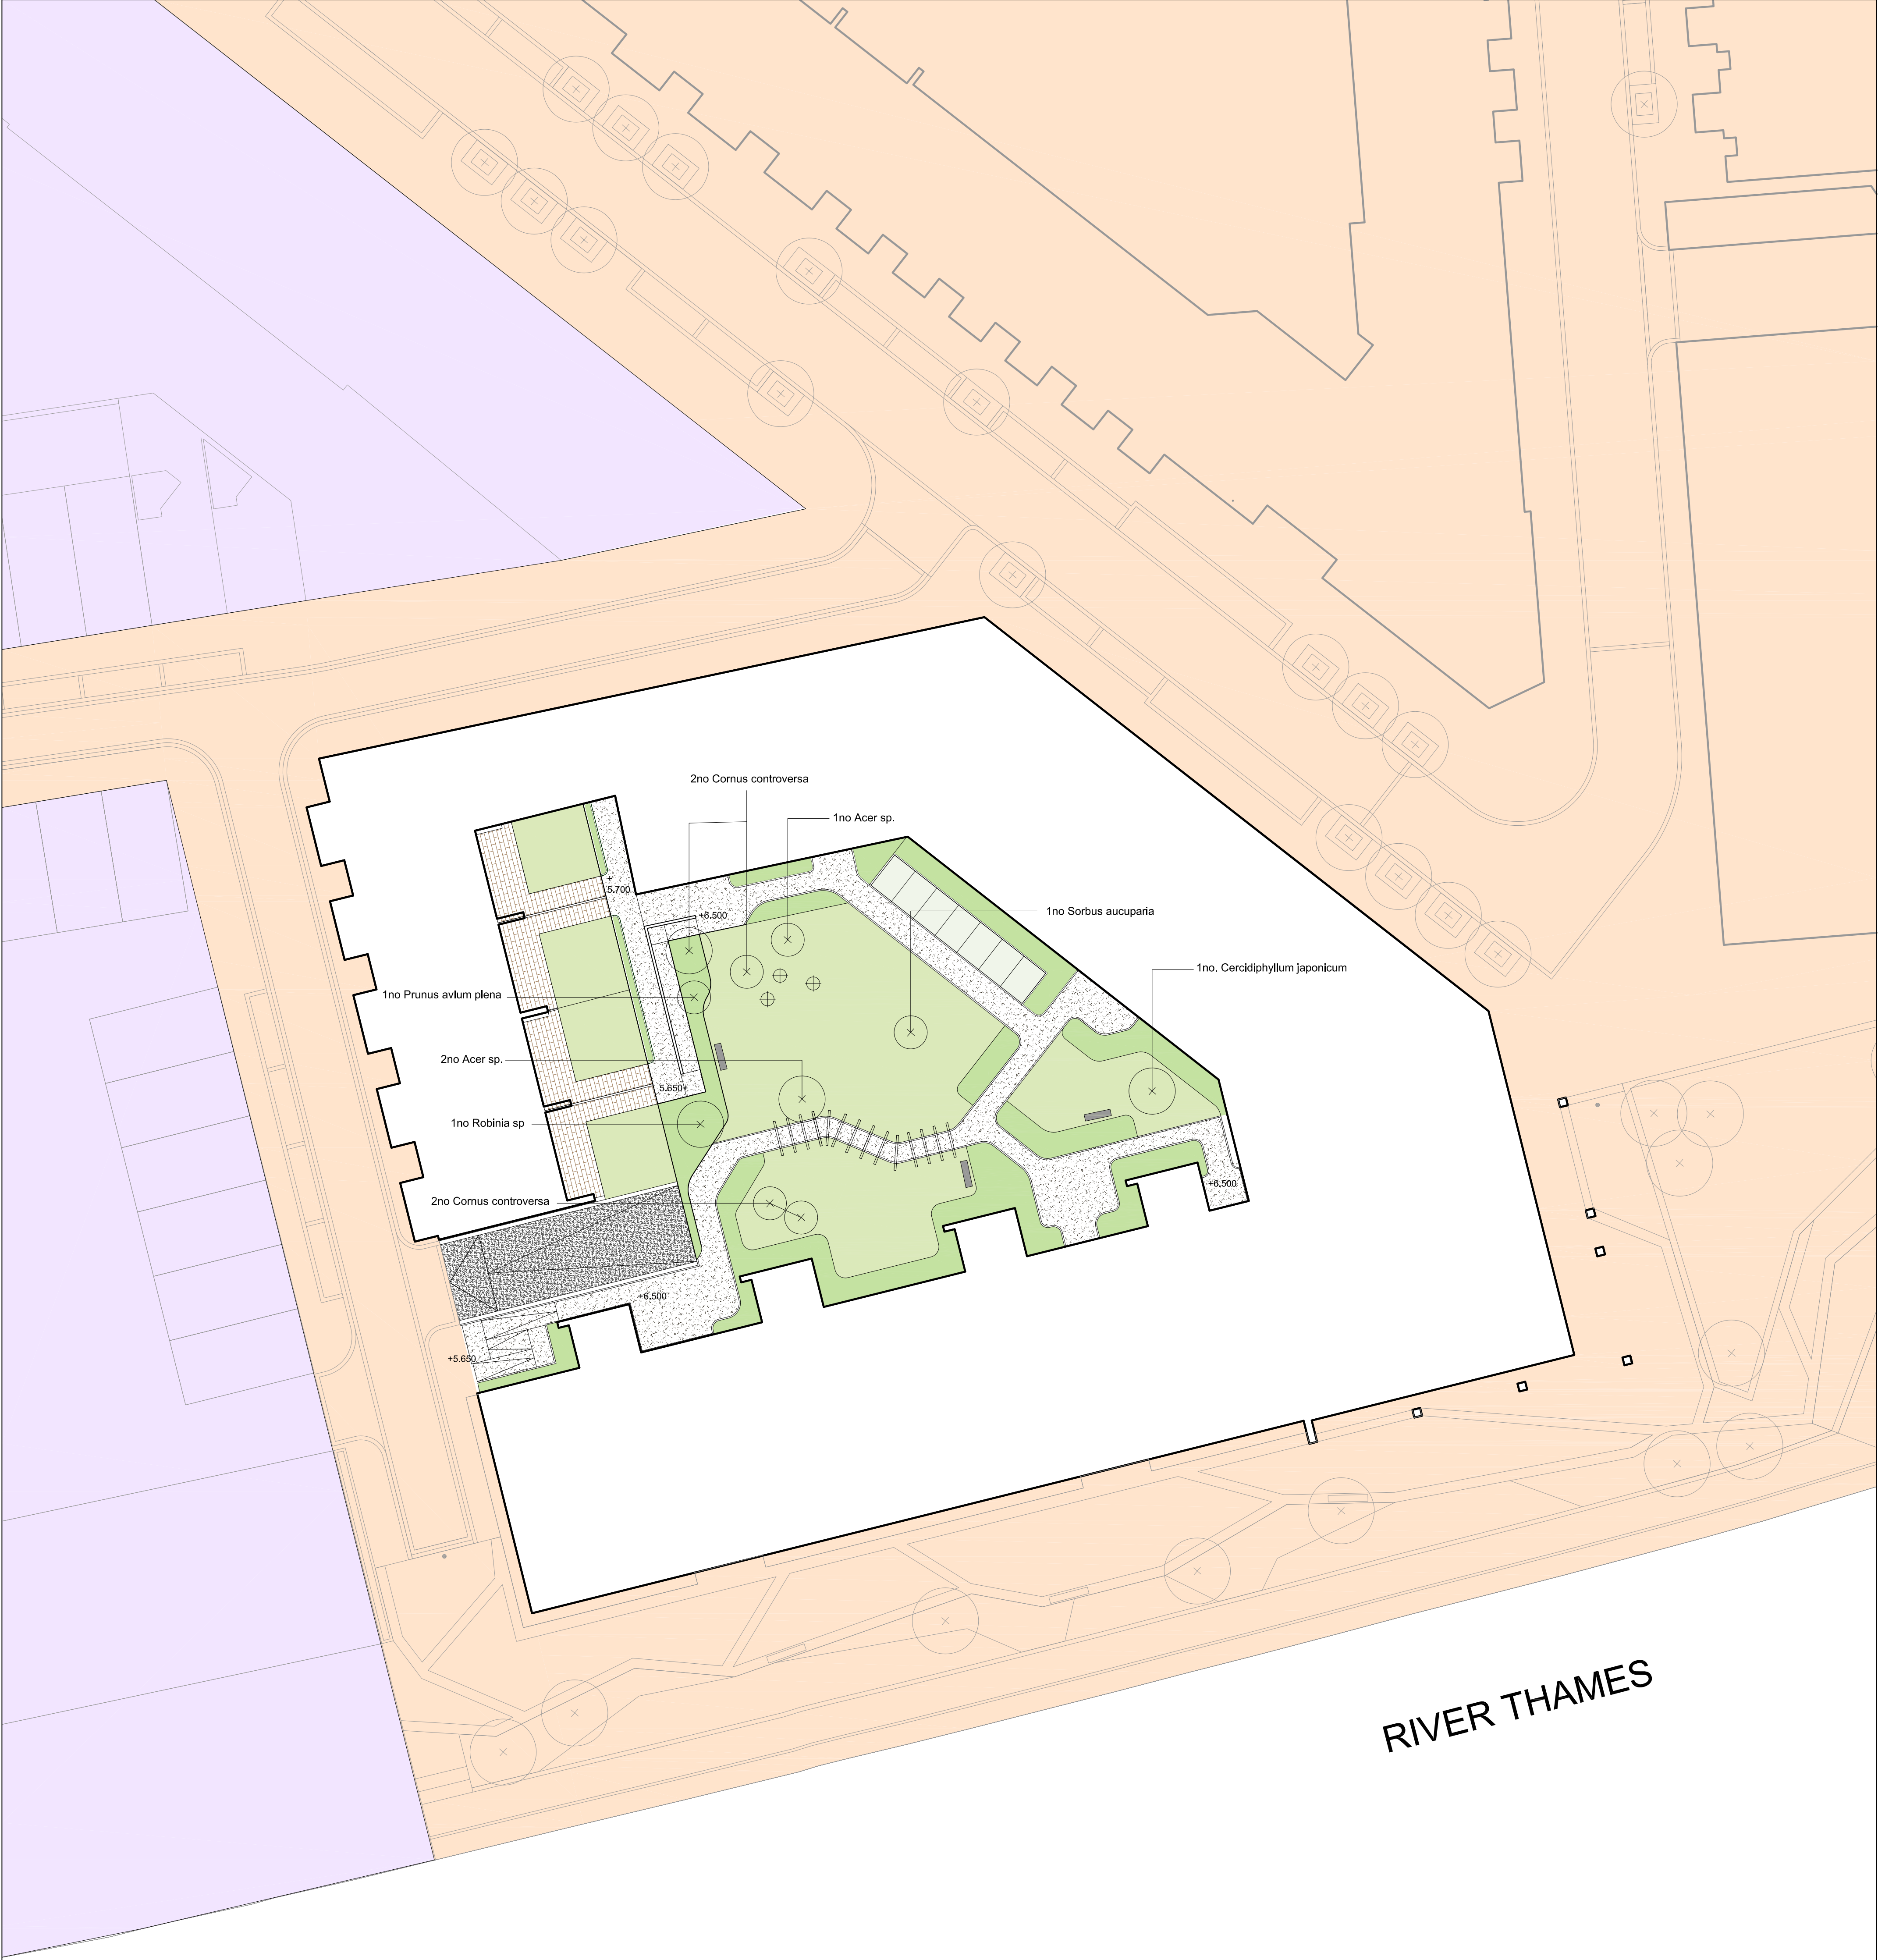 2no Cornus controversa
1no Acer sp.
+
5.700
+6.500
1no Sorbus aucuparia
1no. Cercidiphyllum japonicum
1no Prunus avium plena
2no Acer sp.
5.650+
1no Robinia sp
+6.500
2no Cornus controversa
+6.500
+5.650
RIVER THAMES